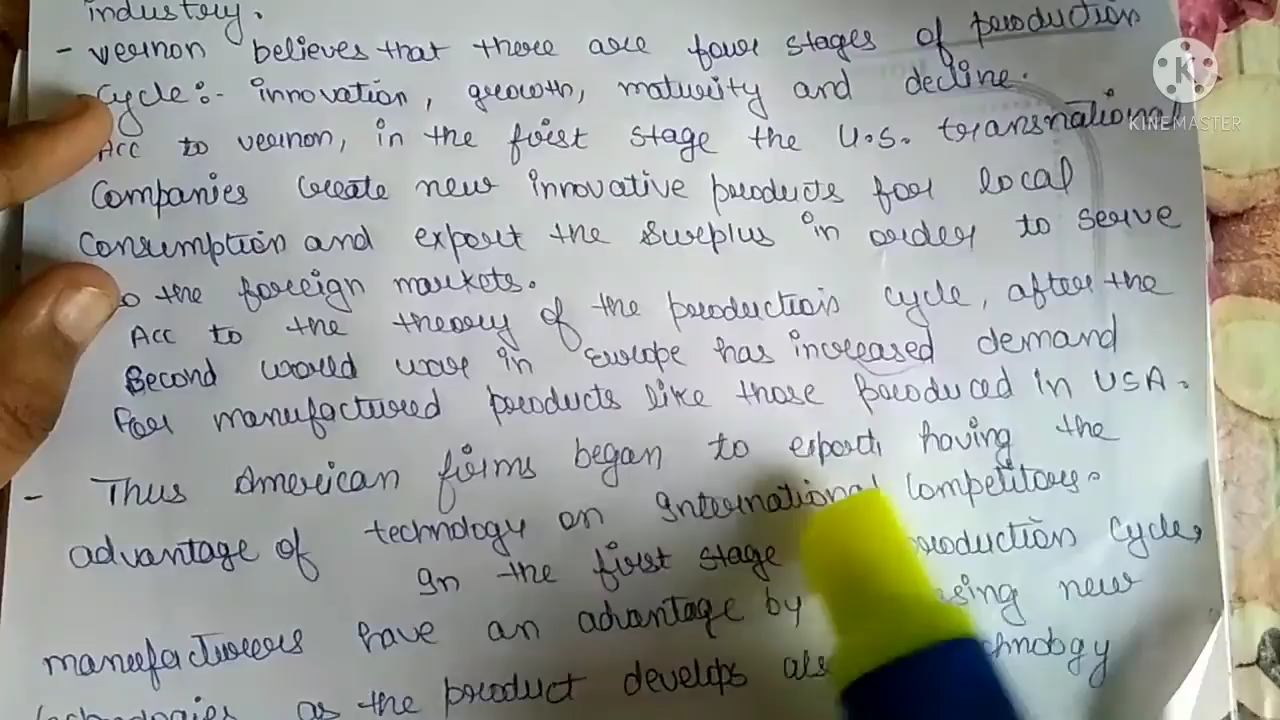 industry.
- vernon believes that there are four stages of production
cycle:- innovation, growth, maturity and decline.
Acc to vernon, in the first stage the U.S. transnational
Companies create new innovative products for local
Consumption and export the surplus in order to serve
to the foreign markets.
Acc to the theory of the production cycle, after the
Second world war in Europe has increased demand
For manufactured products like those produced in USA.
- Thus American firms began to export, having the
advantage of technology on International Competitors.
In the first stage production cycle,
manufacturers have an advantage by new
technologies as the product develops technology
K
KINEMASTER